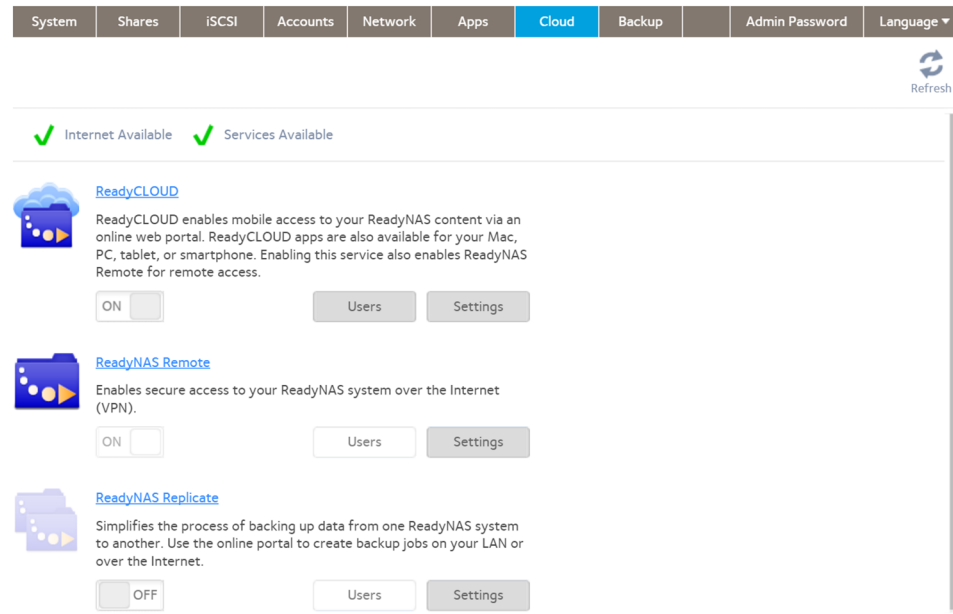 System Shares iSCSI Accounts Network Apps Cloud Backup Admin Password Language
Refresh
Internet Available Services Available
ReadyCLOUD
ReadyCLOUD enables mobile access to your ReadyNAS content via an
online web portal. ReadyCLOUD apps are also available for your Mac,
PC, tablet, or smartphone. Enabling this service also enables ReadyNAS
Remote for remote access.
ON Users Settings
ReadyNAS Remote
Enables secure access to your ReadyNAS system over the Internet
(VPN).
ON Users Settings
ReadyNAS Replicate
Simplifies the process of backing up data from one ReadyNAS system
to another. Use the online portal to create backup jobs on your LAN or
over the Internet.
OFF Users Settings